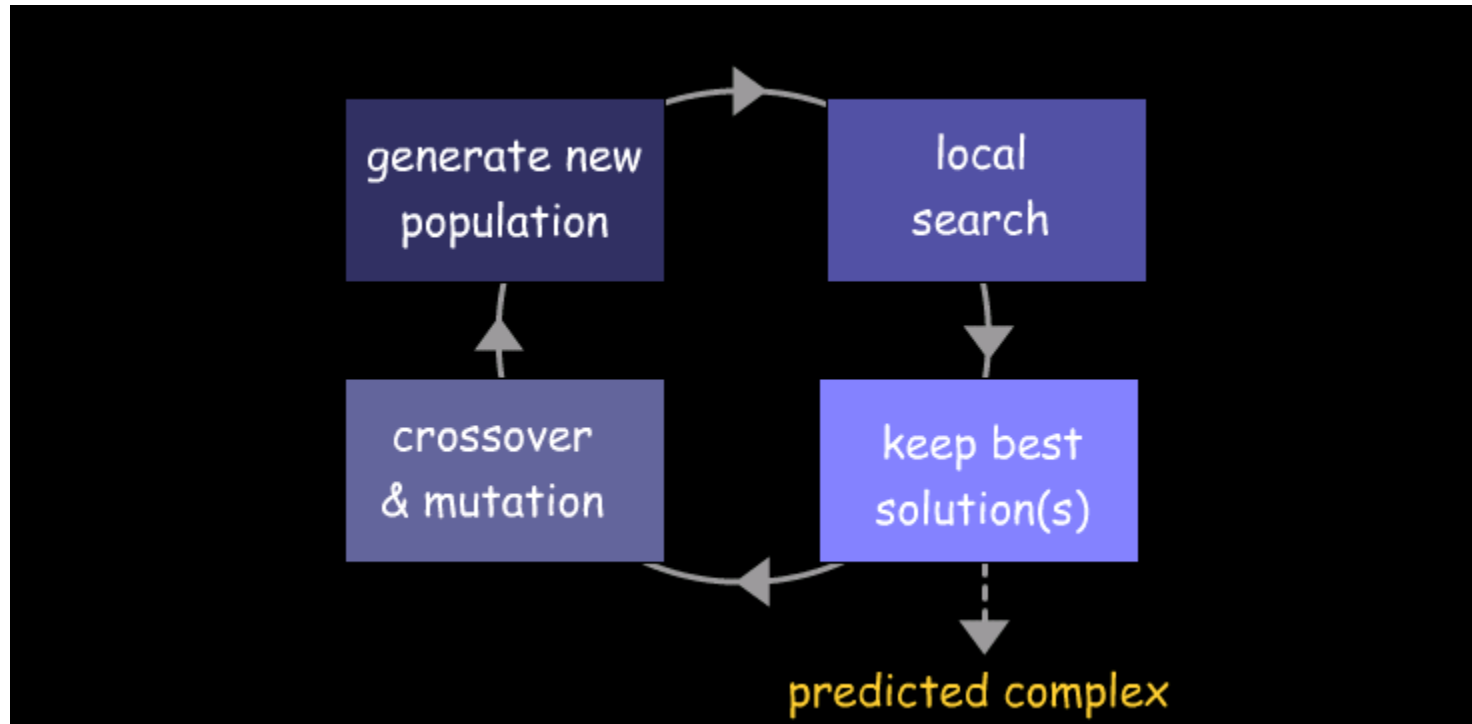 generate new
population
local
search
crossover
& mutation
keep best
solution(s)
predicted complex